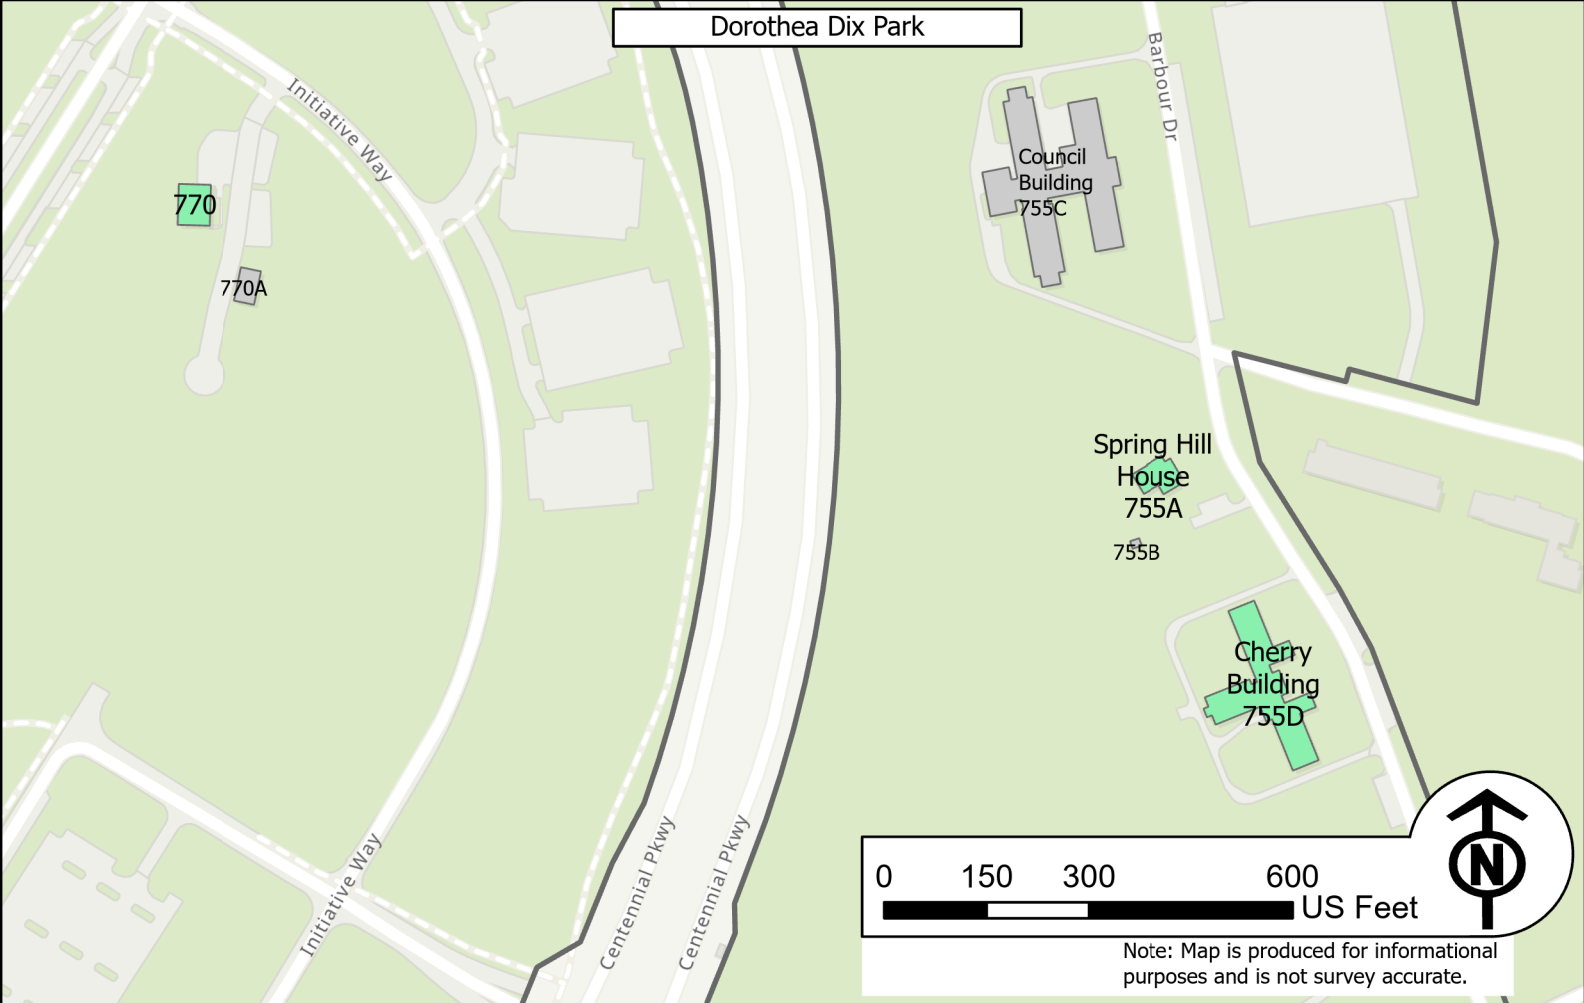 Dorothea Dix Park
Initiative Way
Barbour Dr
Council
Building
755C
770
770A
Spring Hill
House
755A
755B
Cherry
Building
755D
Initiative Way
Centennial Pkwy
Centennial Pkwy
0 150 300 600
US Feet
N
Note: Map is produced for informational
purposes and is not survey accurate.